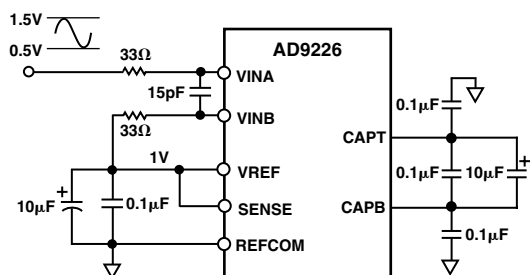 1.5V
0.5V
33Ω
AD9226
VINA
15pF
VINB
33Ω
0.1µF
CAPT
1V
VREF
0.1µF
10µF
+
+
10µF
0.1µF
SENSE
CAPB
REFCOM
0.1µF